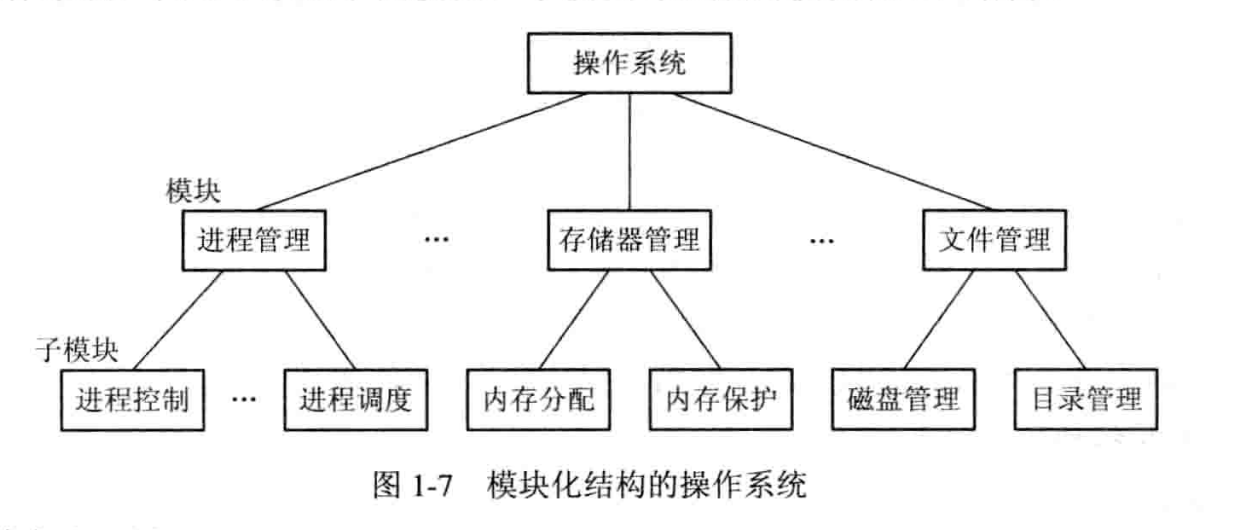 操作系统
模块
进程管理 … 存储器管理 … 文件管理
子模块
进程控制 … 进程调度 内存分配 内存保护 磁盘管理 目录管理
图 1-7 模块化结构的操作系统